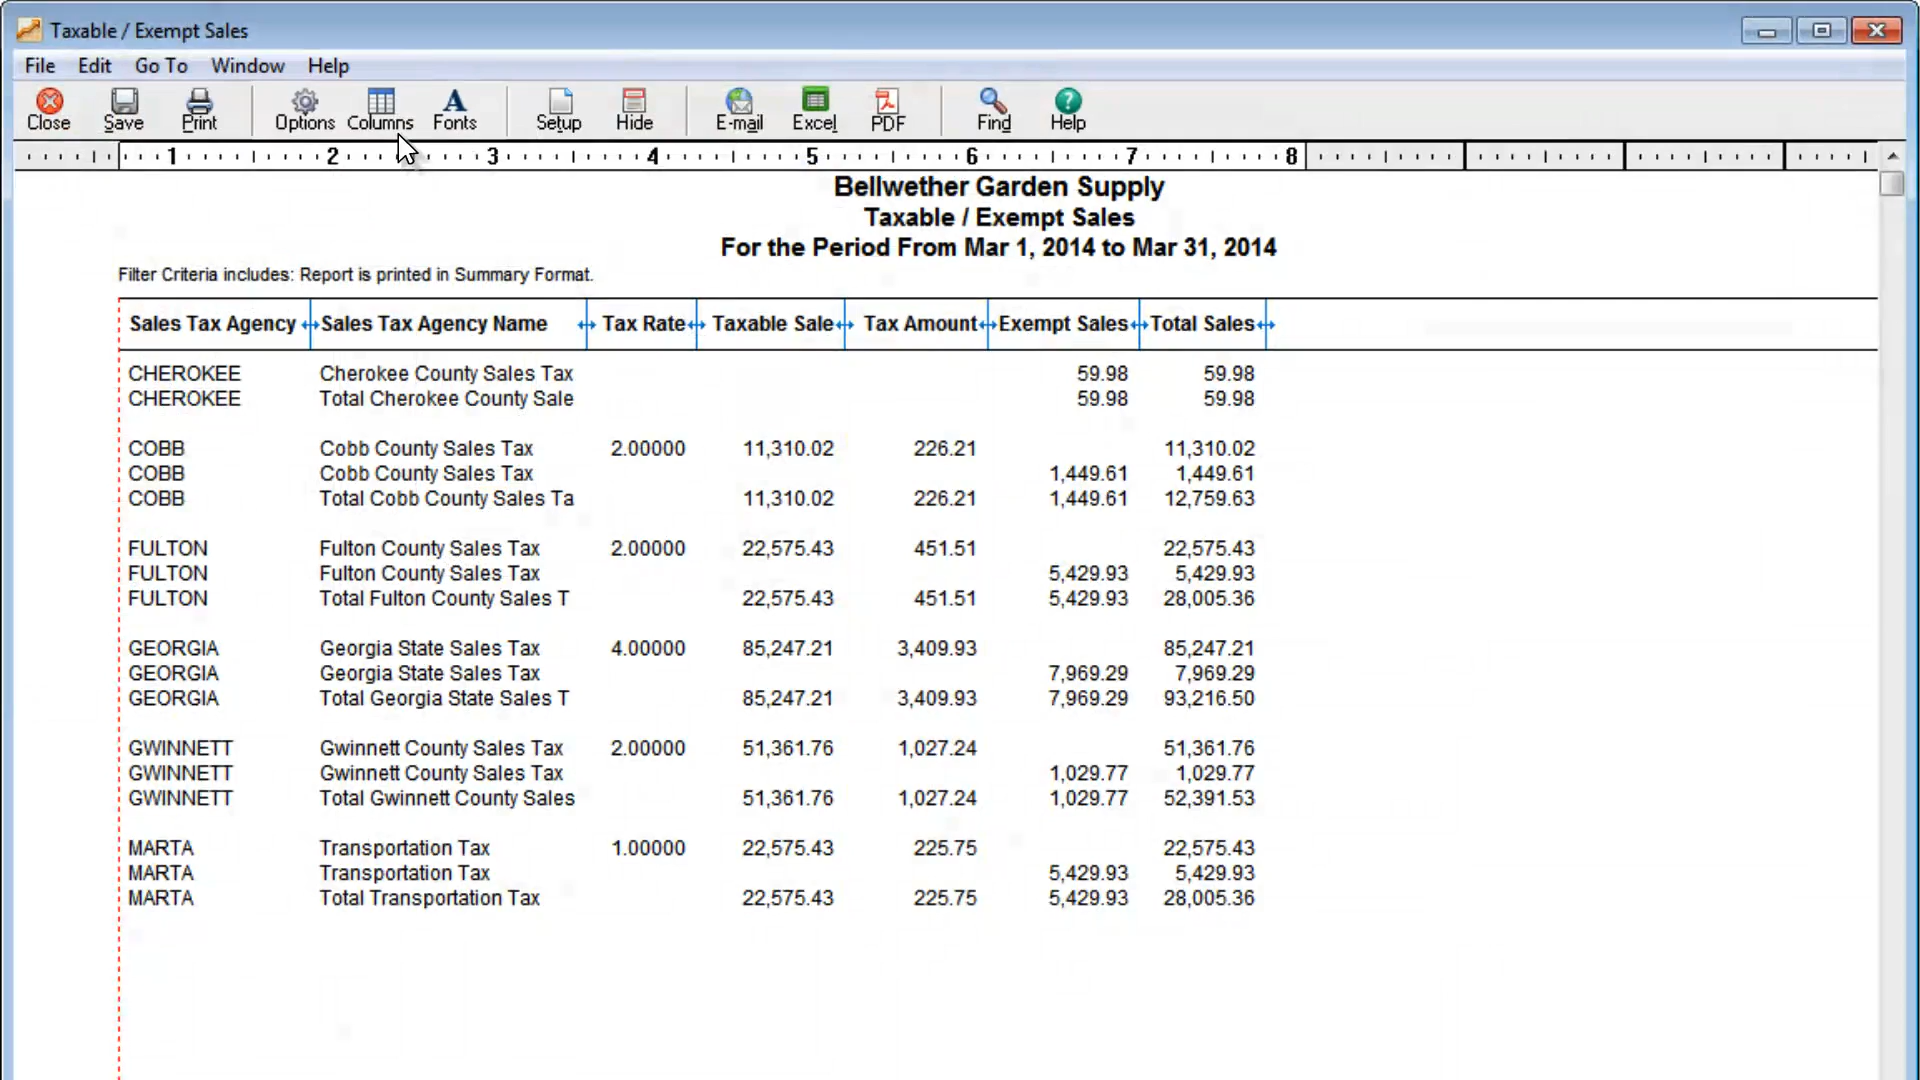 Taxable / Exempt Sales
File Edit Go To Window Help
Close Save Print Options Columns Fonts Setup Hide E-mail Excel PDF Find Help
1 2 3 4 5 6 7 8
Bellwether Garden Supply
Taxable / Exempt Sales
For the Period From Mar 1, 2014 to Mar 31, 2014
Filter Criteria includes: Report is printed in Summary Format.
Sales Tax Agency Sales Tax Agency Name Tax Rate Taxable Sale Tax Amount Exempt Sales Total Sales
CHEROKEE Cherokee County Sales Tax 59.98 59.98
CHEROKEE Total Cherokee County Sale 59.98 59.98
COBB Cobb County Sales Tax 2.00000 11,310.02 226.21 11,310.02
COBB Cobb County Sales Tax 1,449.61 1,449.61
COBB Total Cobb County Sales Ta 11,310.02 226.21 1,449.61 12,759.63
FULTON Fulton County Sales Tax 2.00000 22,575.43 451.51 22,575.43
FULTON Fulton County Sales Tax 5,429.93 5,429.93
FULTON Total Fulton County Sales T 22,575.43 451.51 5,429.93 28,005.36
GEORGIA Georgia State Sales Tax 4.00000 85,247.21 3,409.93 85,247.21
GEORGIA Georgia State Sales Tax 7,969.29 7,969.29
GEORGIA Total Georgia State Sales T 85,247.21 3,409.93 7,969.29 93,216.50
GWINNETT Gwinnett County Sales Tax 2.00000 51,361.76 1,027.24 51,361.76
GWINNETT Gwinnett County Sales Tax 1,029.77 1,029.77
GWINNETT Total Gwinnett County Sales 51,361.76 1,027.24 1,029.77 52,391.53
MARTA Transportation Tax 1.00000 22,575.43 225.75 22,575.43
MARTA Transportation Tax 5,429.93 5,429.93
MARTA Total Transportation Tax 22,575.43 225.75 5,429.93 28,005.36